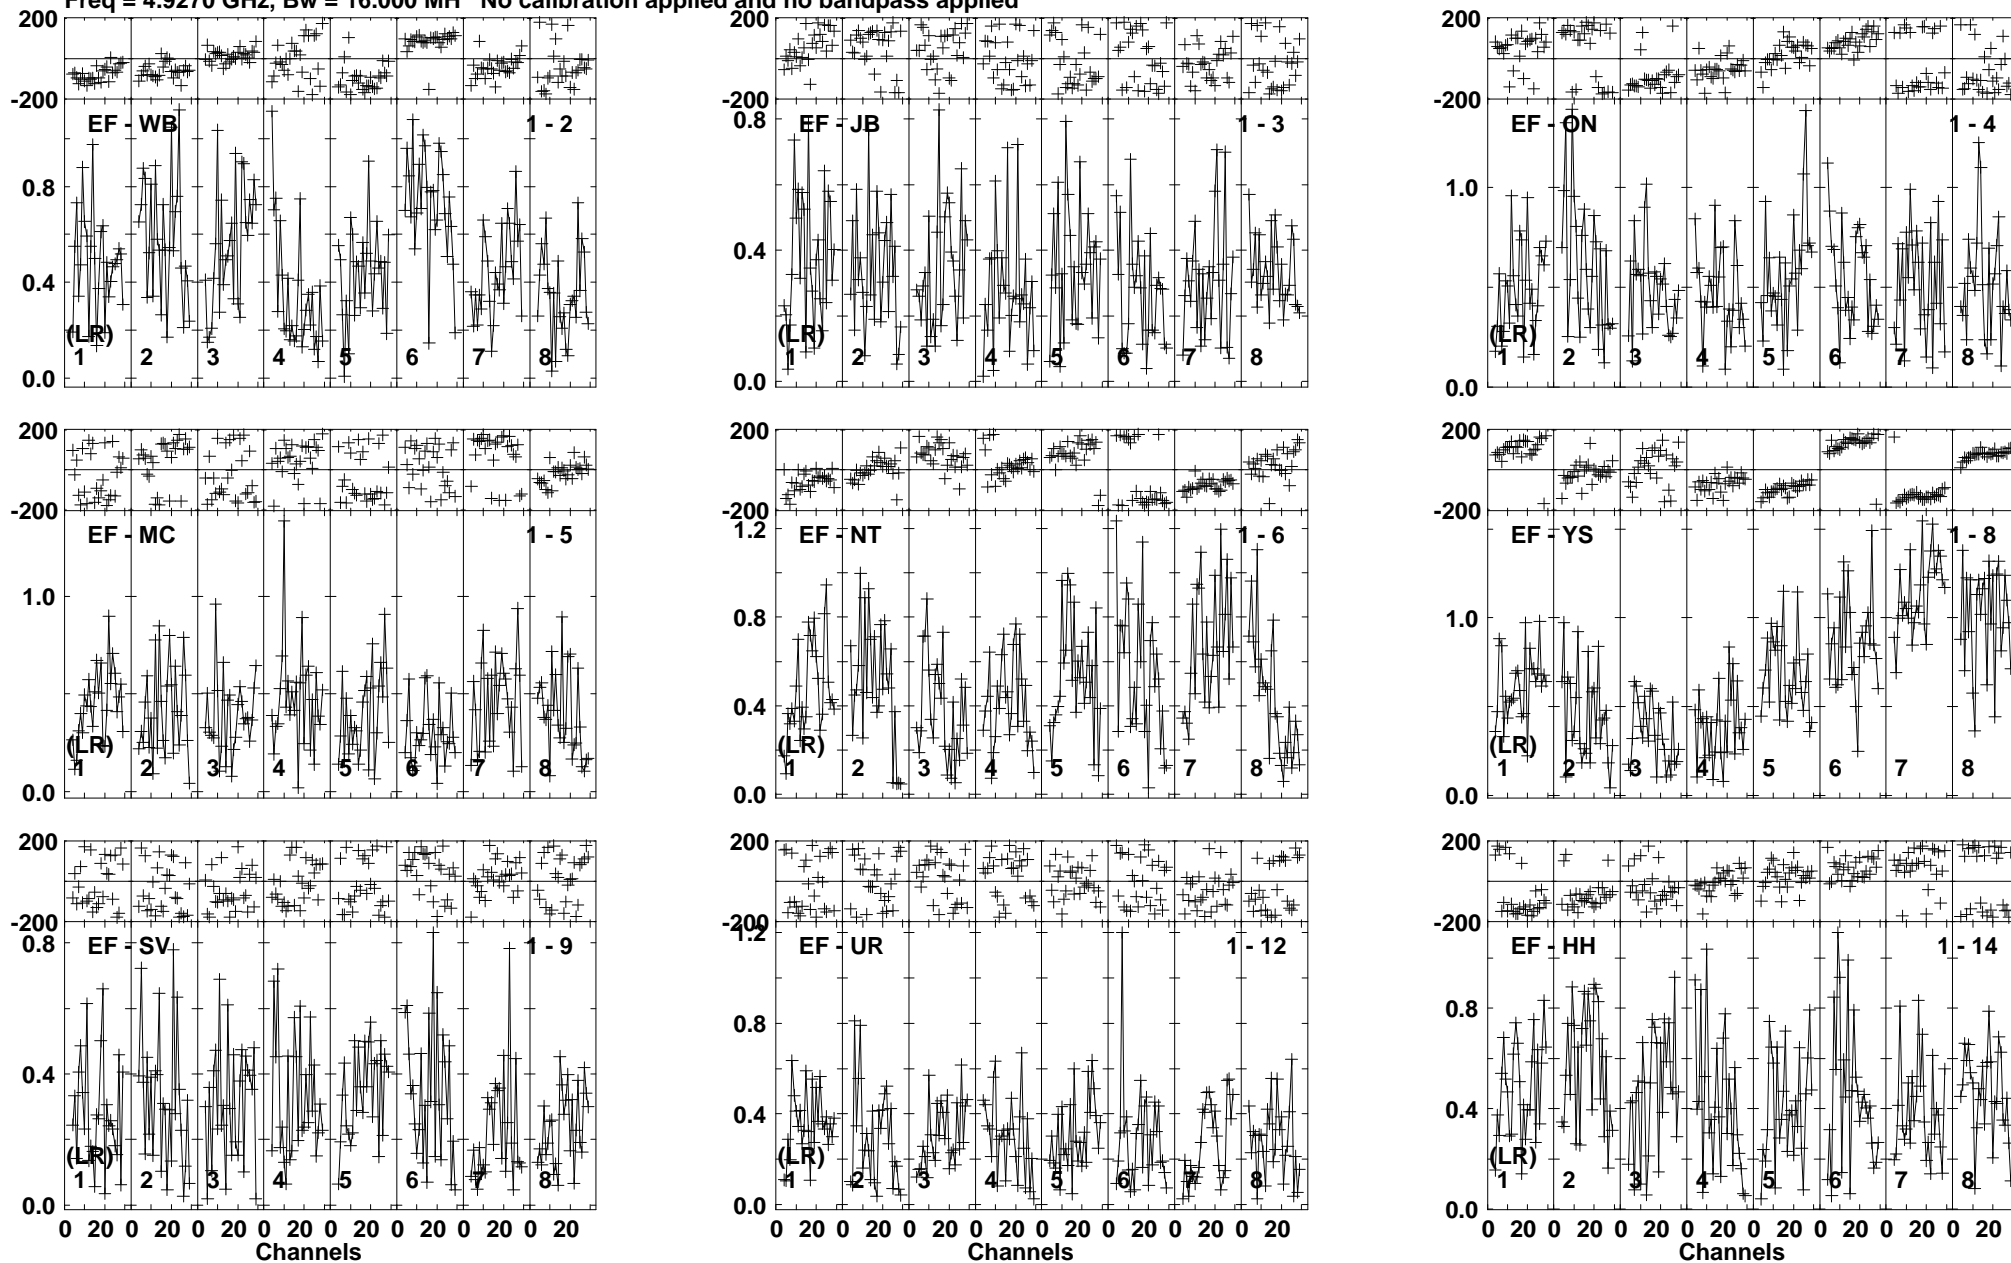 Freq = 4.9270 GHz, Bw = 16.000 MH No calibration applied and no bandpass applied
200
-200
EF - WB 1 - 2
0.8
0.4
0.0
(LR)
1 2 3 4 5 6 7 8
200
-200
EF - JB 1 - 3
0.8
0.4
0.0
(LR)
1 2 3 4 5 6 7 8
200
-200
EF - ON 1 - 4
1.0
0.0
(LR)
1 2 3 4 5 6 7 8
200
-200
EF - MC 1 - 5
1.0
0.0
(LR)
1 2 3 4 5 6 7 8
200
-200
EF - NT 1 - 6
1.2
0.8
0.4
0.0
(LR)
1 2 3 4 5 6 7 8
200
-200
EF - YS 1 - 8
1.0
0.0
(LR)
1 2 3 4 5 6 7 8
200
-200
EF - SV 1 - 9
0.8
0.4
0.0
(LR)
1 2 3 4 5 6 7 8
0 20 0 20 0 20 0 20 0 20 0 20 0 20 0 20
Channels
200
-200
EF - UR 1 - 12
1.2
0.8
0.4
0.0
(LR)
1 2 3 4 5 6 7 8
0 20 0 20 0 20 0 20 0 20 0 20 0 20 0 20
Channels
200
-200
EF - HH 1 - 14
0.8
0.4
0.0
(LR)
1 2 3 4 5 6 7 8
0 20 0 20 0 20 0 20 0 20 0 20 0 20 0 20
Channels